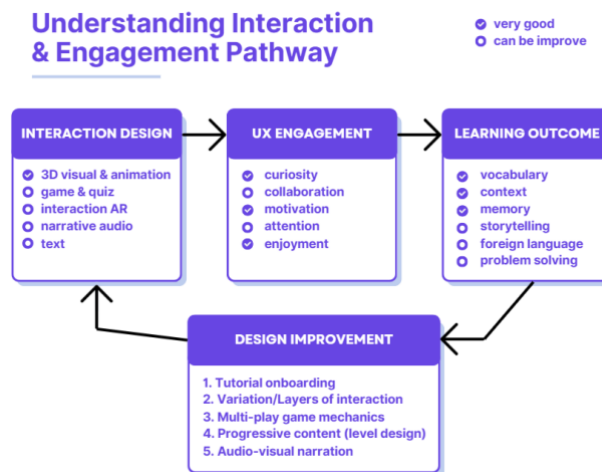 Understanding Interaction
& Engagement Pathway
very good
can be improve
INTERACTION DESIGN
3D visual & animation
game & quiz
interaction AR
narrative audio
text
UX ENGAGEMENT
curiosity
collaboration
motivation
attention
enjoyment
LEARNING OUTCOME
vocabulary
context
memory
storytelling
foreign language
problem solving
DESIGN IMPROVEMENT
1. Tutorial onboarding
2. Variation/Layers of interaction
3. Multi-play game mechanics
4. Progressive content (level design)
5. Audio-visual narration